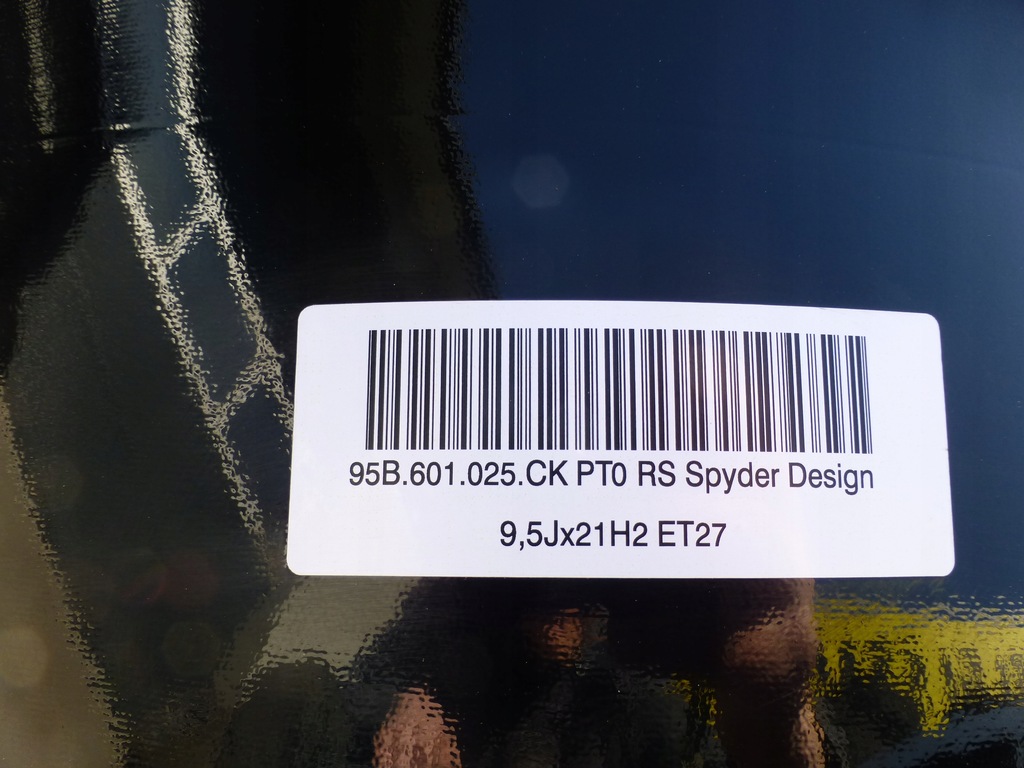 95B.601.025.CK PT0 RS Spyder Design
9,5Jx21H2 ET27